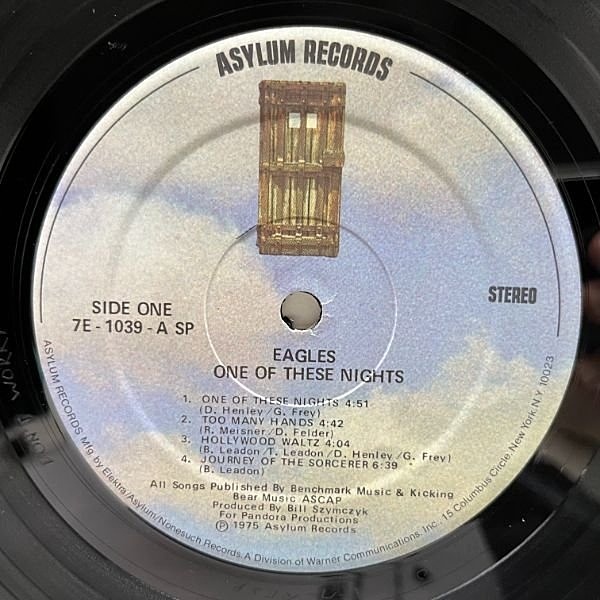 ASYLUM RECORDS
SIDE ONE
7E - 1039 - A SP
STEREO
EAGLES
ONE OF THESE NIGHTS
1. ONE OF THESE NIGHTS 4:51
(D. Henley/G. Frey)
2. TOO MANY HANDS 4:42
(R. Meisner/D. Felder)
3. HOLLYWOOD WALTZ 4:04
(B. Leadon/T. Leadon/D. Henley/G. Frey)
4. JOURNEY OF THE SORCERER 6:39
(B. Leadon)
All Songs Published By Benchmark Music & Kicking
Bear Music ASCAP
Produced By Bill Szymczyk
For Pandora Productions
Ⓟ 1975 Asylum Records
ASYLUM RECORDS Mfg. by Elektra/Asylum/Nonesuch Records. A Division of Warner Communications, Inc. 15 Columbus Circle, New York N.Y. 10023